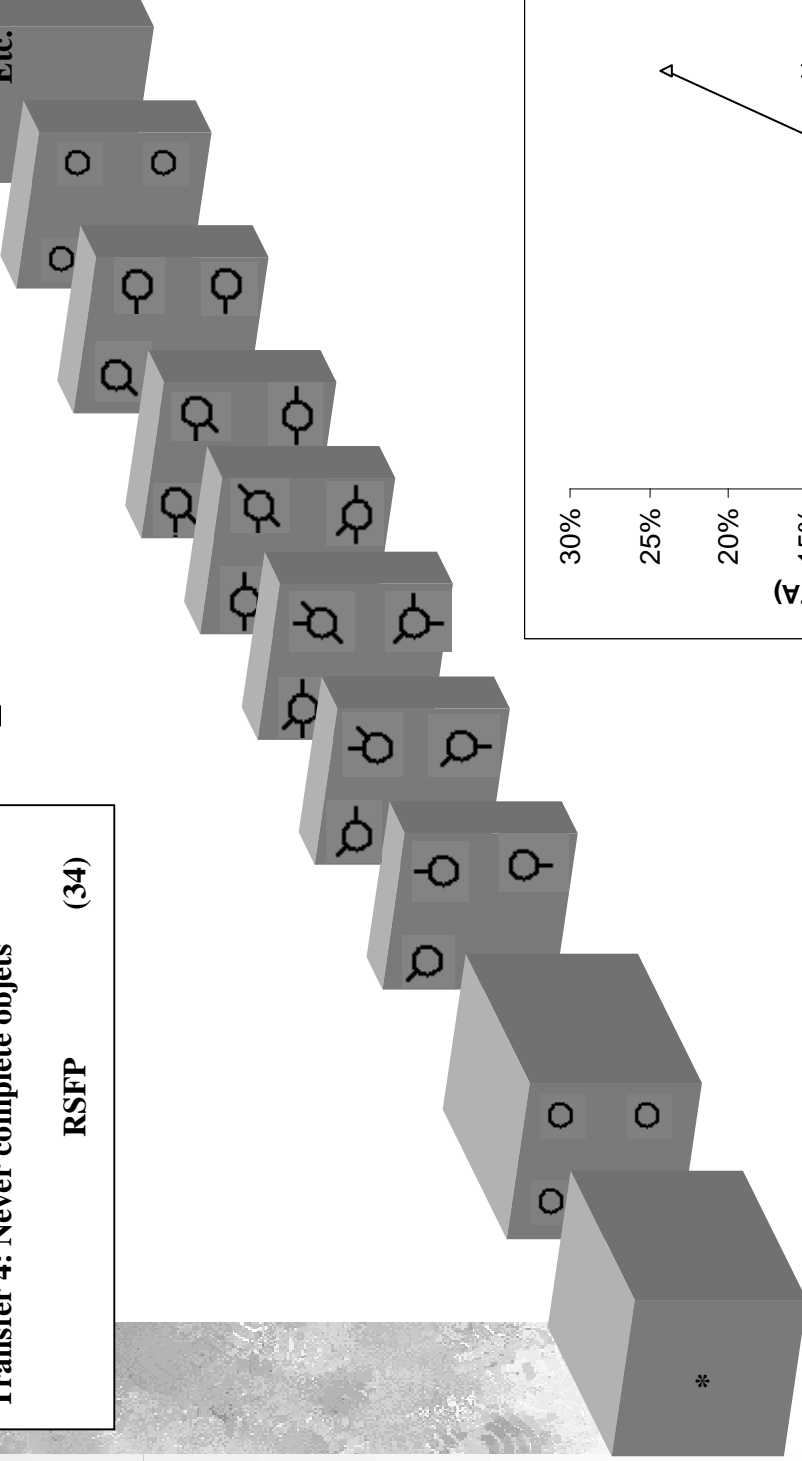 Transfer 4: Never complete objets
RSFP (34)
Etc.
*
30%
25%
20%